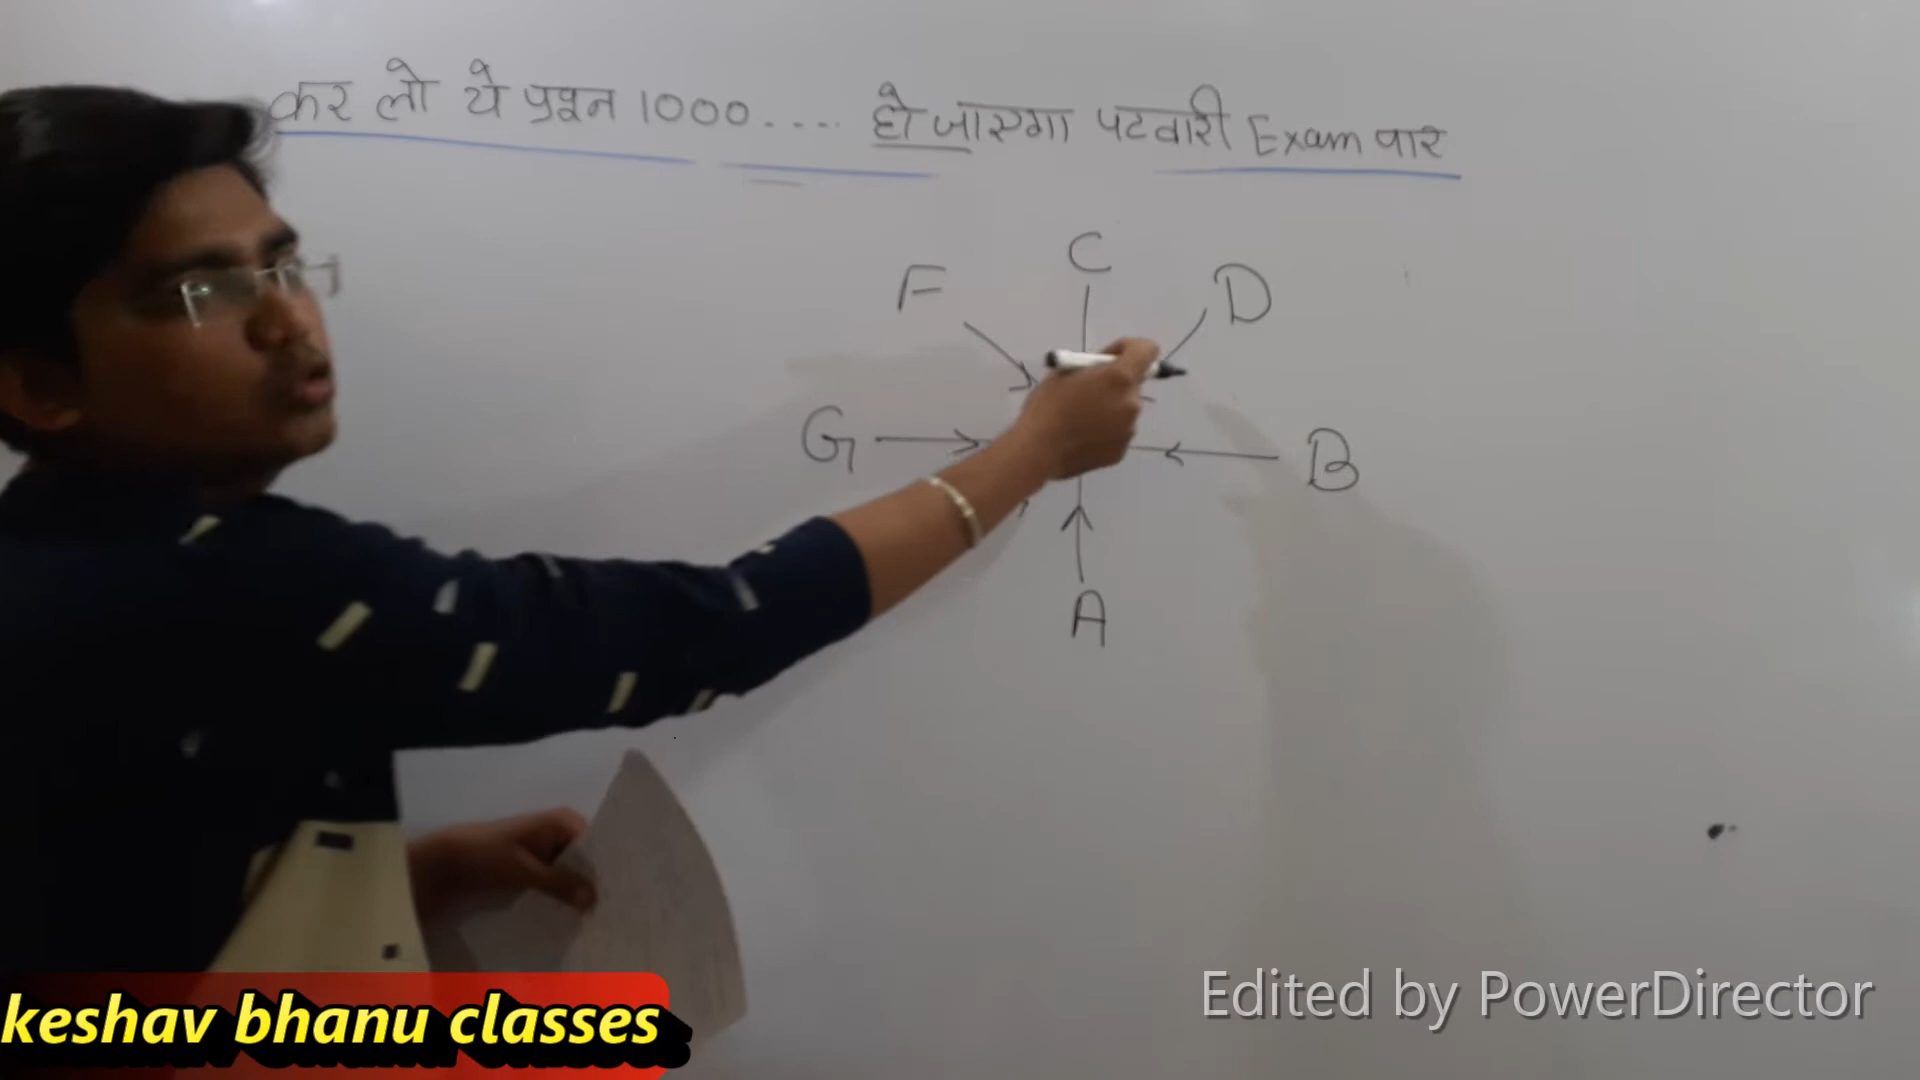 कर लो ये प्रश्न 1000.... हो जाएगा पटवारी Exam पार
C
F D
G B
A
keshav bhanu classes
Edited by PowerDirector